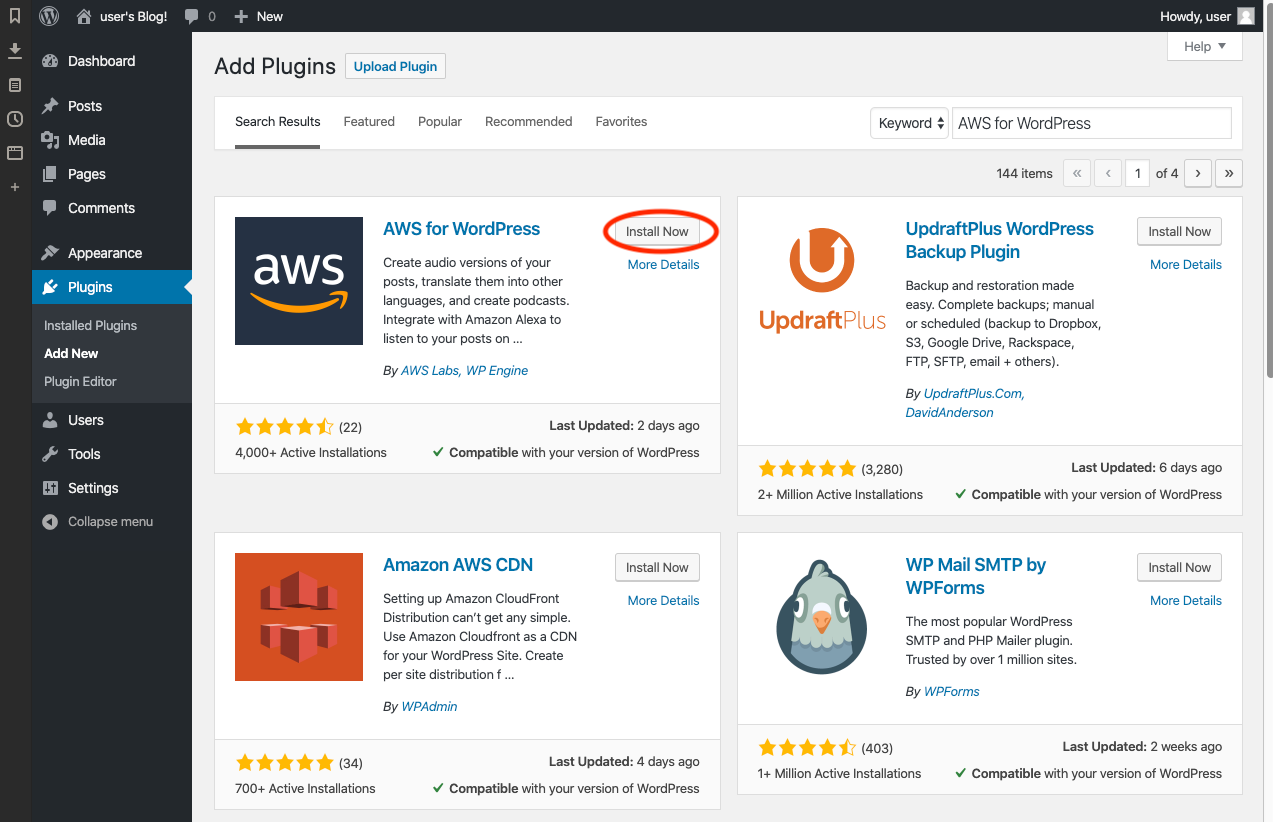 user's Blog! 0 New Howdy, user
Help
Dashboard
Posts
Media
Pages
Comments
Appearance
Plugins
Installed Plugins
Add New
Plugin Editor
Users
Tools
Settings
Collapse menu
Add Plugins Upload Plugin
Search Results Featured Popular Recommended Favorites Keyword AWS for WordPress
144 items « ‹ 1 of 4 › »
aws
AWS for WordPress
Install Now
More Details
Create audio versions of your
posts, translate them into other
languages, and create podcasts.
Integrate with Amazon Alexa to
listen to your posts on ...
By AWS Labs, WP Engine
(22) Last Updated: 2 days ago
4,000+ Active Installations Compatible with your version of WordPress
UpdraftPlus
UpdraftPlus WordPress
Backup Plugin
Install Now
More Details
Backup and restoration made
easy. Complete backups; manual
or scheduled (backup to Dropbox,
S3, Google Drive, Rackspace,
FTP, SFTP, email + others).
By UpdraftPlus.Com,
DavidAnderson
(3,280) Last Updated: 6 days ago
2+ Million Active Installations Compatible with your version of WordPress
Amazon AWS CDN
Install Now
More Details
Setting up Amazon CloudFront
Distribution can't get any simple.
Use Amazon Cloudfront as a CDN
for your WordPress Site. Create
per site distribution f ...
By WPAdmin
(34) Last Updated: 4 days ago
700+ Active Installations Compatible with your version of WordPress
WP Mail SMTP by
WPForms
Install Now
More Details
The most popular WordPress
SMTP and PHP Mailer plugin.
Trusted by over 1 million sites.
By WPForms
(403) Last Updated: 2 weeks ago
1+ Million Active Installations Compatible with your version of WordPress